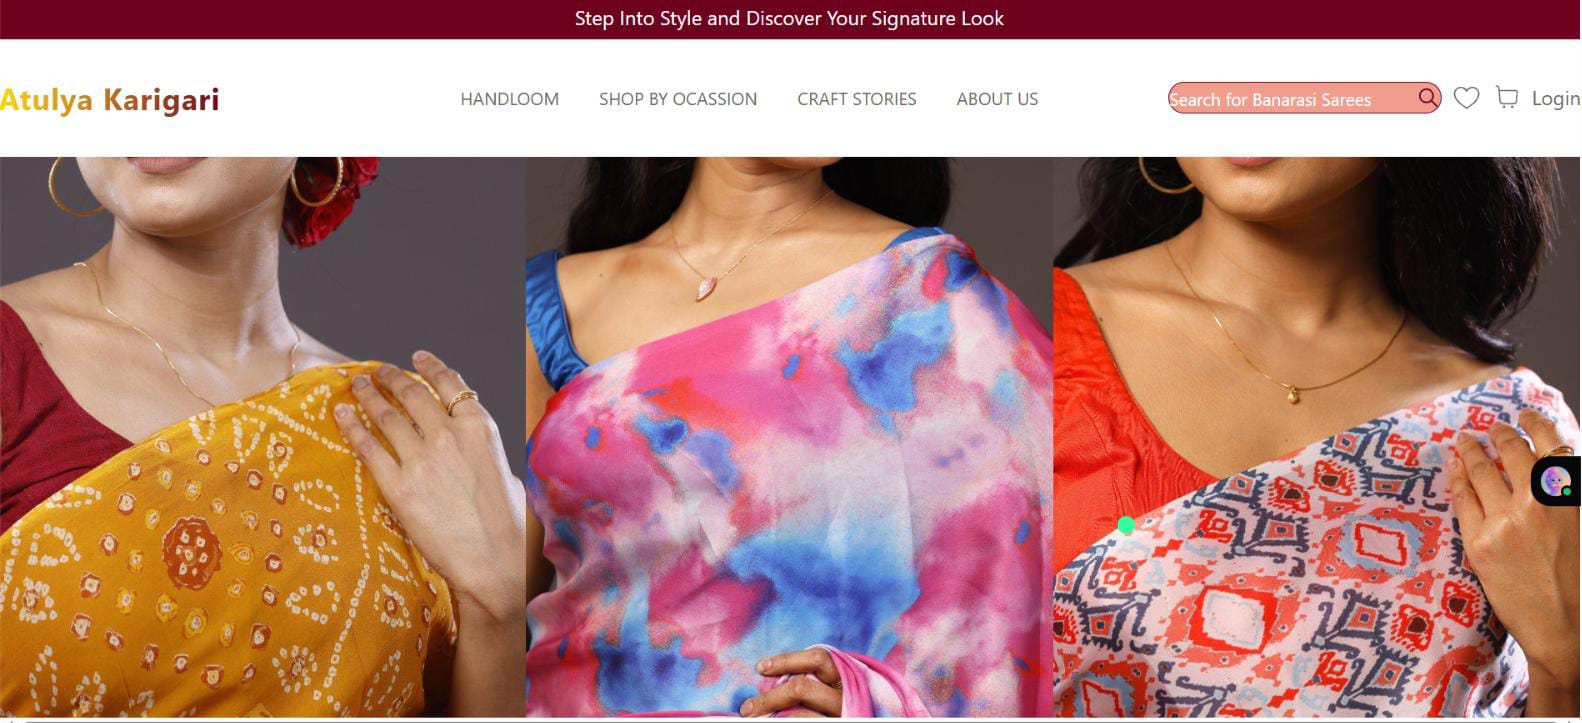 Step Into Style and Discover Your Signature Look
Atulya Karigari
HANDLOOM
SHOP BY OCASSION
CRAFT STORIES
ABOUT US
Search for Banarasi Sarees
Login